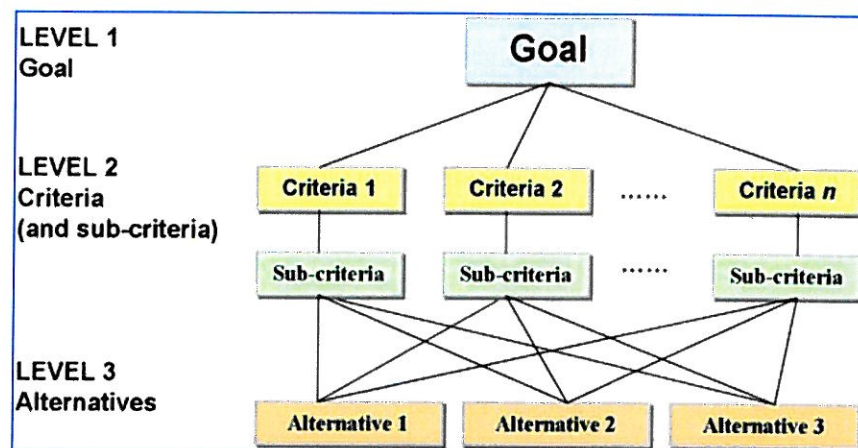 LEVEL 1
Goal
Goal
LEVEL 2
Criteria
(and sub-criteria)
Criteria 1
Criteria 2
......
Criteria n
Sub-criteria
Sub-criteria
......
Sub-criteria
LEVEL 3
Alternatives
Alternative 1
Alternative 2
Alternative 3